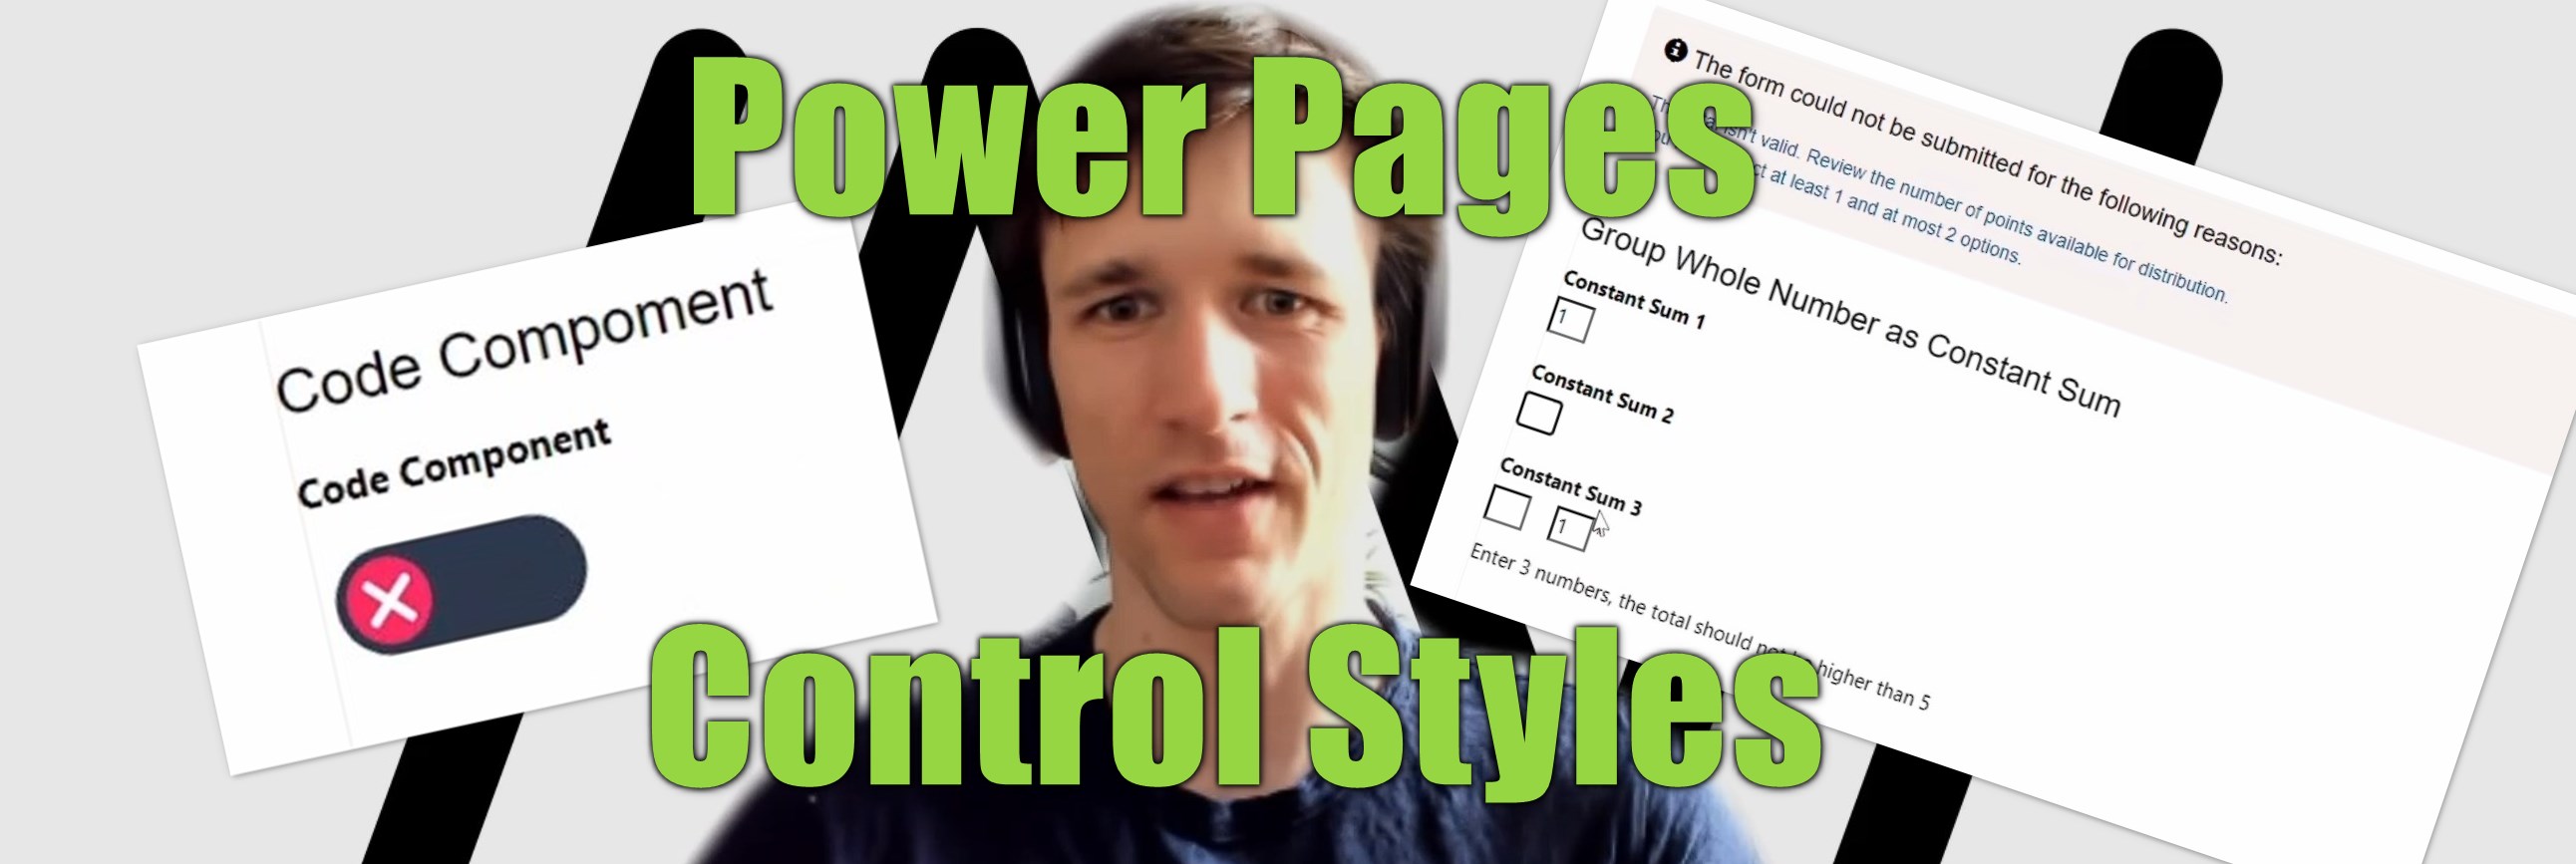 Power Pages
Control Styles
Code Compoment
Code Component
The form could not be submitted for the following reasons:
isn't valid. Review the number of points available for distribution.
at least 1 and at most 2 options.
Group Whole Number as Constant Sum
Constant Sum 1
1
Constant Sum 2
Constant Sum 3
1
Enter 3 numbers, the total should not be higher than 5